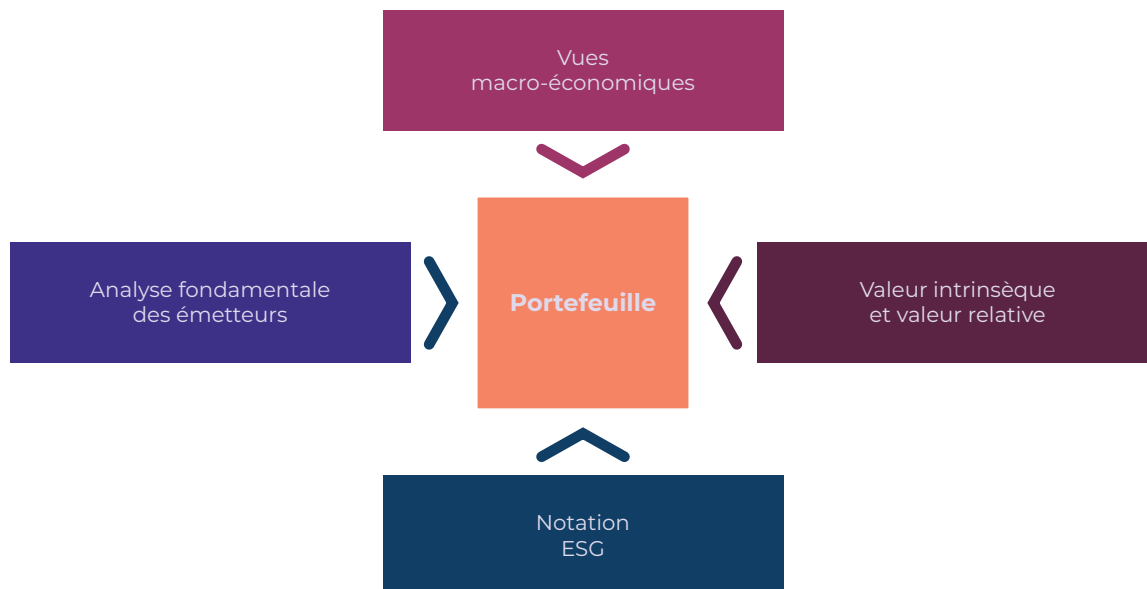 Vues
macro-économiques
Analyse fondamentale
des émetteurs
Portefeuille
Valeur intrinsèque
et valeur relative
Notation
ESG